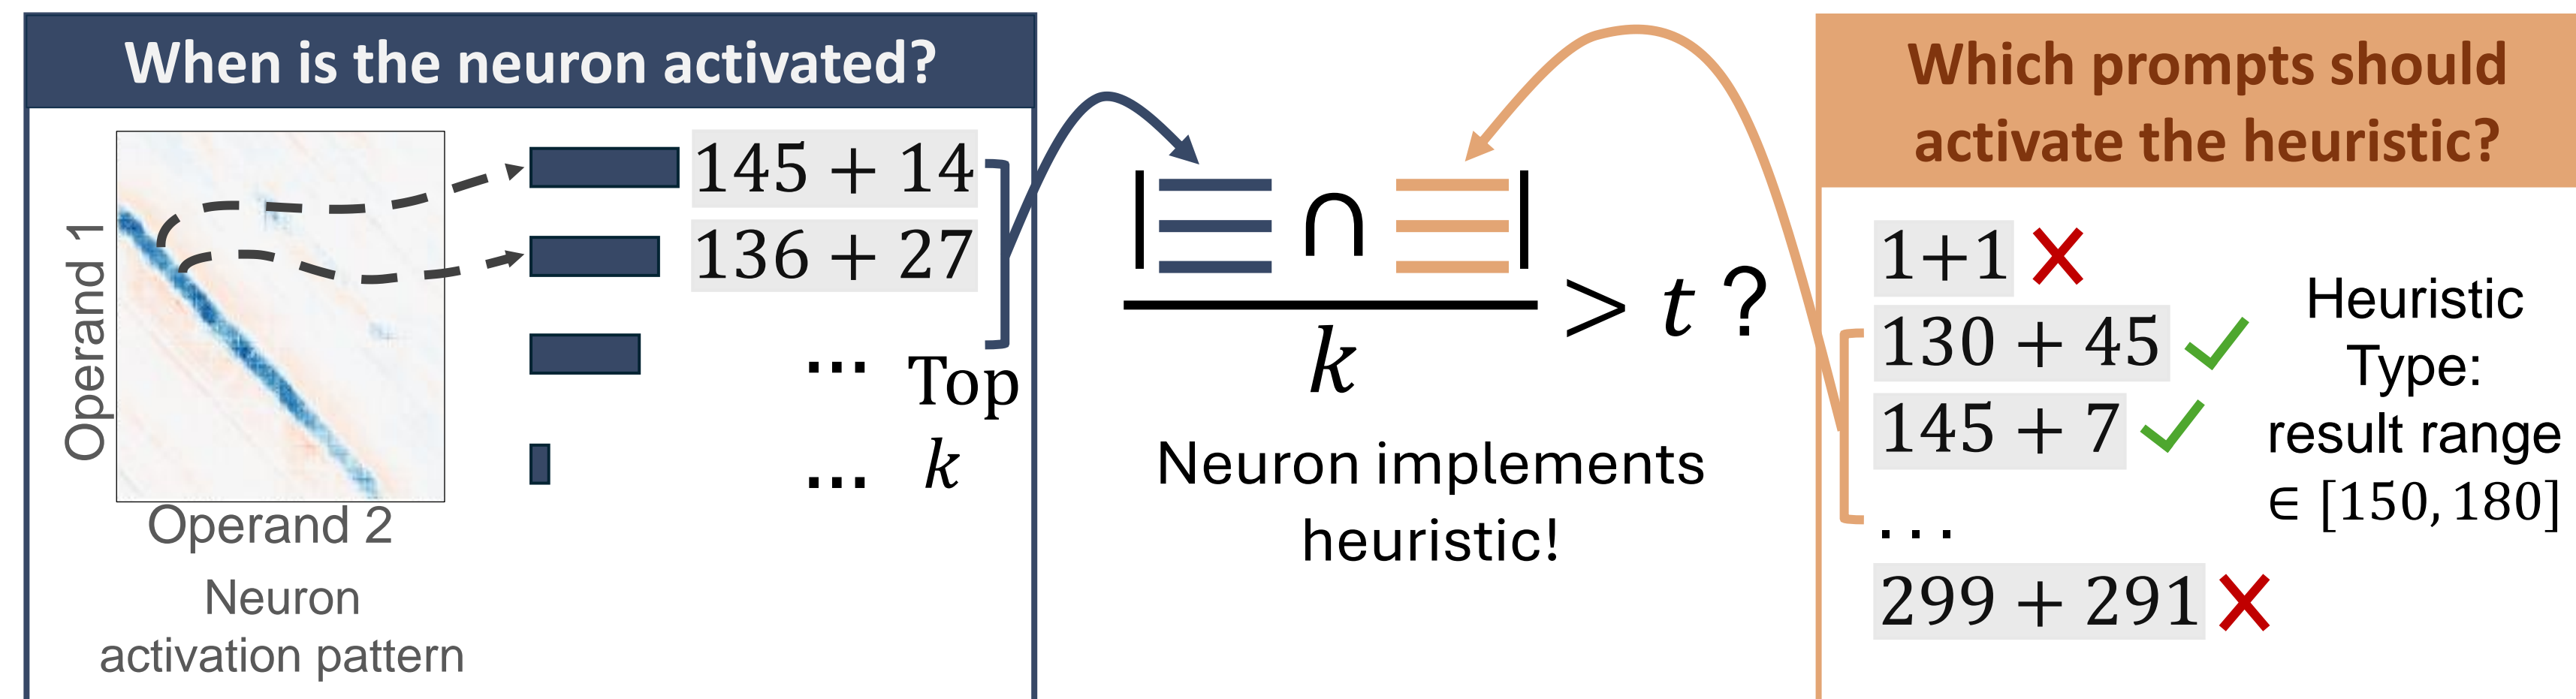 When is the neuron activated?
Operand 1
Operand 2
Neuron
activation pattern
145 + 14
136 + 27
...
...
Top
k
|∩|
k
> t ?
Neuron implements
heuristic!
Which prompts should
activate the heuristic?
1+1
130 + 45
145 + 7
...
299 + 291
Heuristic
Type:
result range
∈ [150, 180]